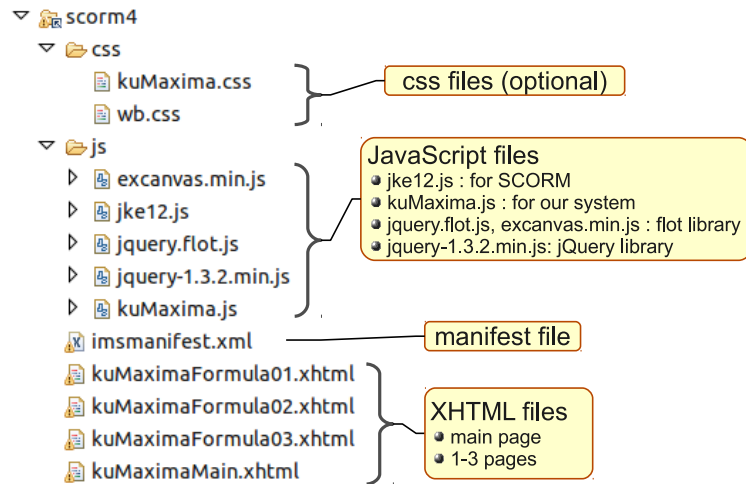 scorm4
css
kuMaxima.css
wb.css
css files (optional)
js
excanvas.min.js
jke12.js
jquery.flot.js
jquery-1.3.2.min.js
kuMaxima.js
JavaScript files
jke12.js : for SCORM
kuMaxima.js : for our system
jquery.flot.js, excanvas.min.js : flot library
jquery-1.3.2.min.js: jQuery library
imsmanifest.xml
manifest file
kuMaximaFormula01.xhtml
kuMaximaFormula02.xhtml
kuMaximaFormula03.xhtml
kuMaximaMain.xhtml
XHTML files
main page
1-3 pages